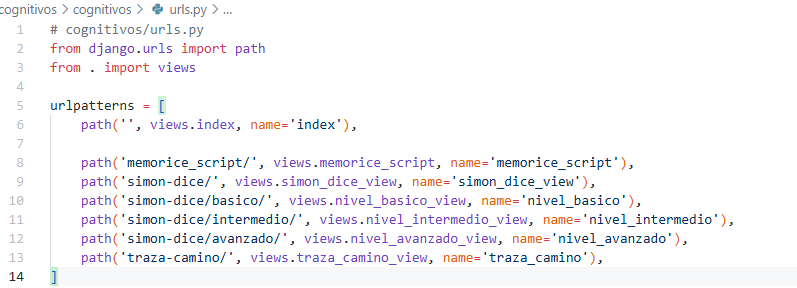 cognitivos > cognitivos > urls.py > ...
1 # cognitivos/urls.py
2 from django.urls import path
3 from . import views
4
5 urlpatterns = [
6     path('', views.index, name='index'),
7
8     path('memorice_script/', views.memorice_script, name='memorice_script'),
9     path('simon-dice/', views.simon_dice_view, name='simon_dice_view'),
10     path('simon-dice/basico/', views.nivel_basico_view, name='nivel_basico'),
11     path('simon-dice/intermedio/', views.nivel_intermedio_view, name='nivel_intermedio'),
12     path('simon-dice/avanzado/', views.nivel_avanzado_view, name='nivel_avanzado'),
13     path('traza-camino/', views.traza_camino_view, name='traza_camino'),
14 ]